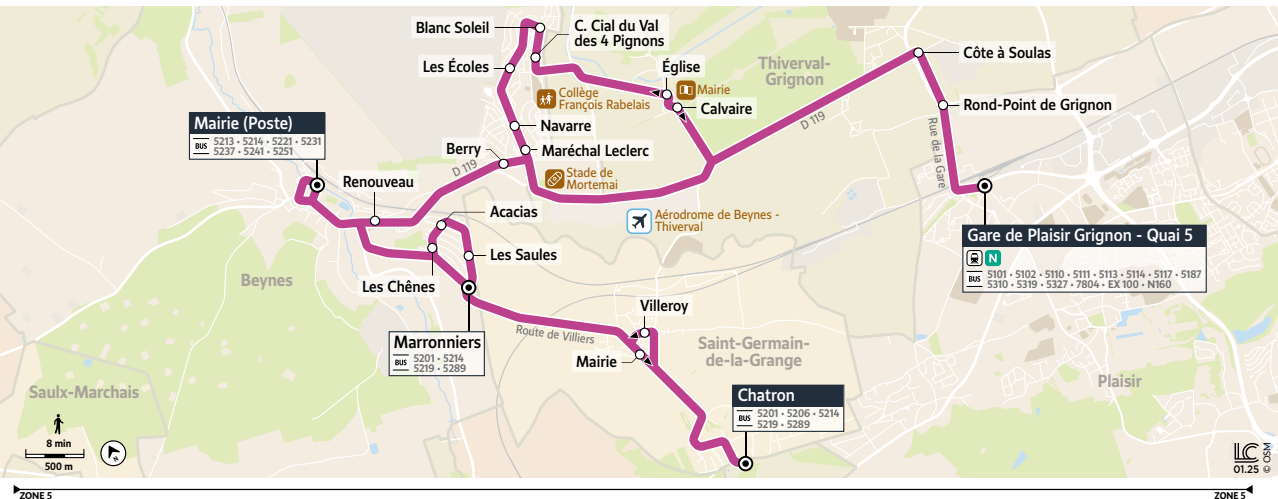 Blanc Soleil
C. Cial du Val
des 4 Pignons
Côte à Soulas
Les Écoles
Église
Thiverval-
Grignon
Mairie
Collège
François Rabelais
Calvaire
Rond-Point de Grignon
Mairie (Poste)
BUS
5213 • 5214 • 5221 • 5231
5237 • 5241 • 5251
Navarre
D 119
Rue de la Gare
Berry
Maréchal Leclerc
D 119
Stade de
Mortemai
Renouveau
Acacias
Aérodrome de Beynes -
Thiverval
Gare de Plaisir Grignon - Quai 5
N
BUS
5101 • 5102 • 5110 • 5111 • 5113 • 5114 • 5117 • 5187
5310 • 5319 • 5327 • 7804 • EX 100 • N160
Les Saules
Beynes
Les Chênes
Villeroy
Route de Villiers
Marronniers
BUS
5201 • 5214
5219 • 5289
Mairie
Saint-Germain-
de-la-Grange
Saulx-Marchais
Plaisir
Chatron
BUS
5201 • 5206 • 5214
5219 • 5289
8 min
500 m
N
LC
01.25 © OSM
ZONE 5
ZONE 5